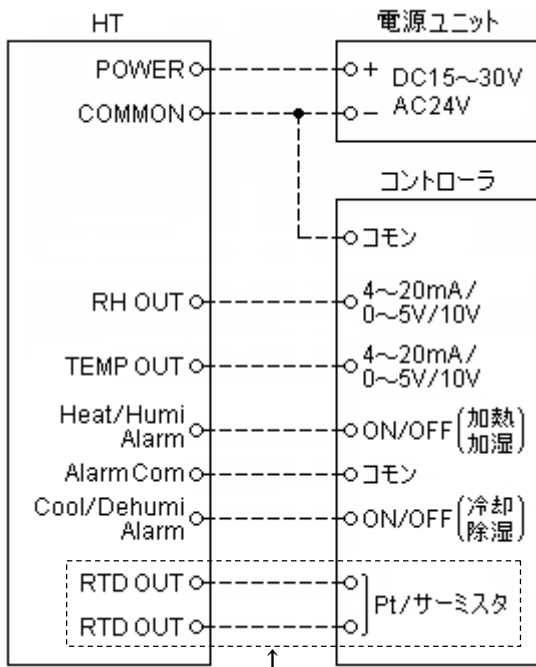 HT
電源ユニット
POWER
+
DC15～30V
COMMON
－
AC24V
コントローラ
コモン
RH OUT
4～20mA/
0～5V/10V
TEMP OUT
4～20mA/
0～5V/10V
Heat/Humi
Alarm
ON/OFF(加熱
加湿)
AlarmCom
コモン
Cool/Dehumi
Alarm
ON/OFF(冷却
除湿)
RTD OUT
RTD OUT
Pt/サーミスタ
↑